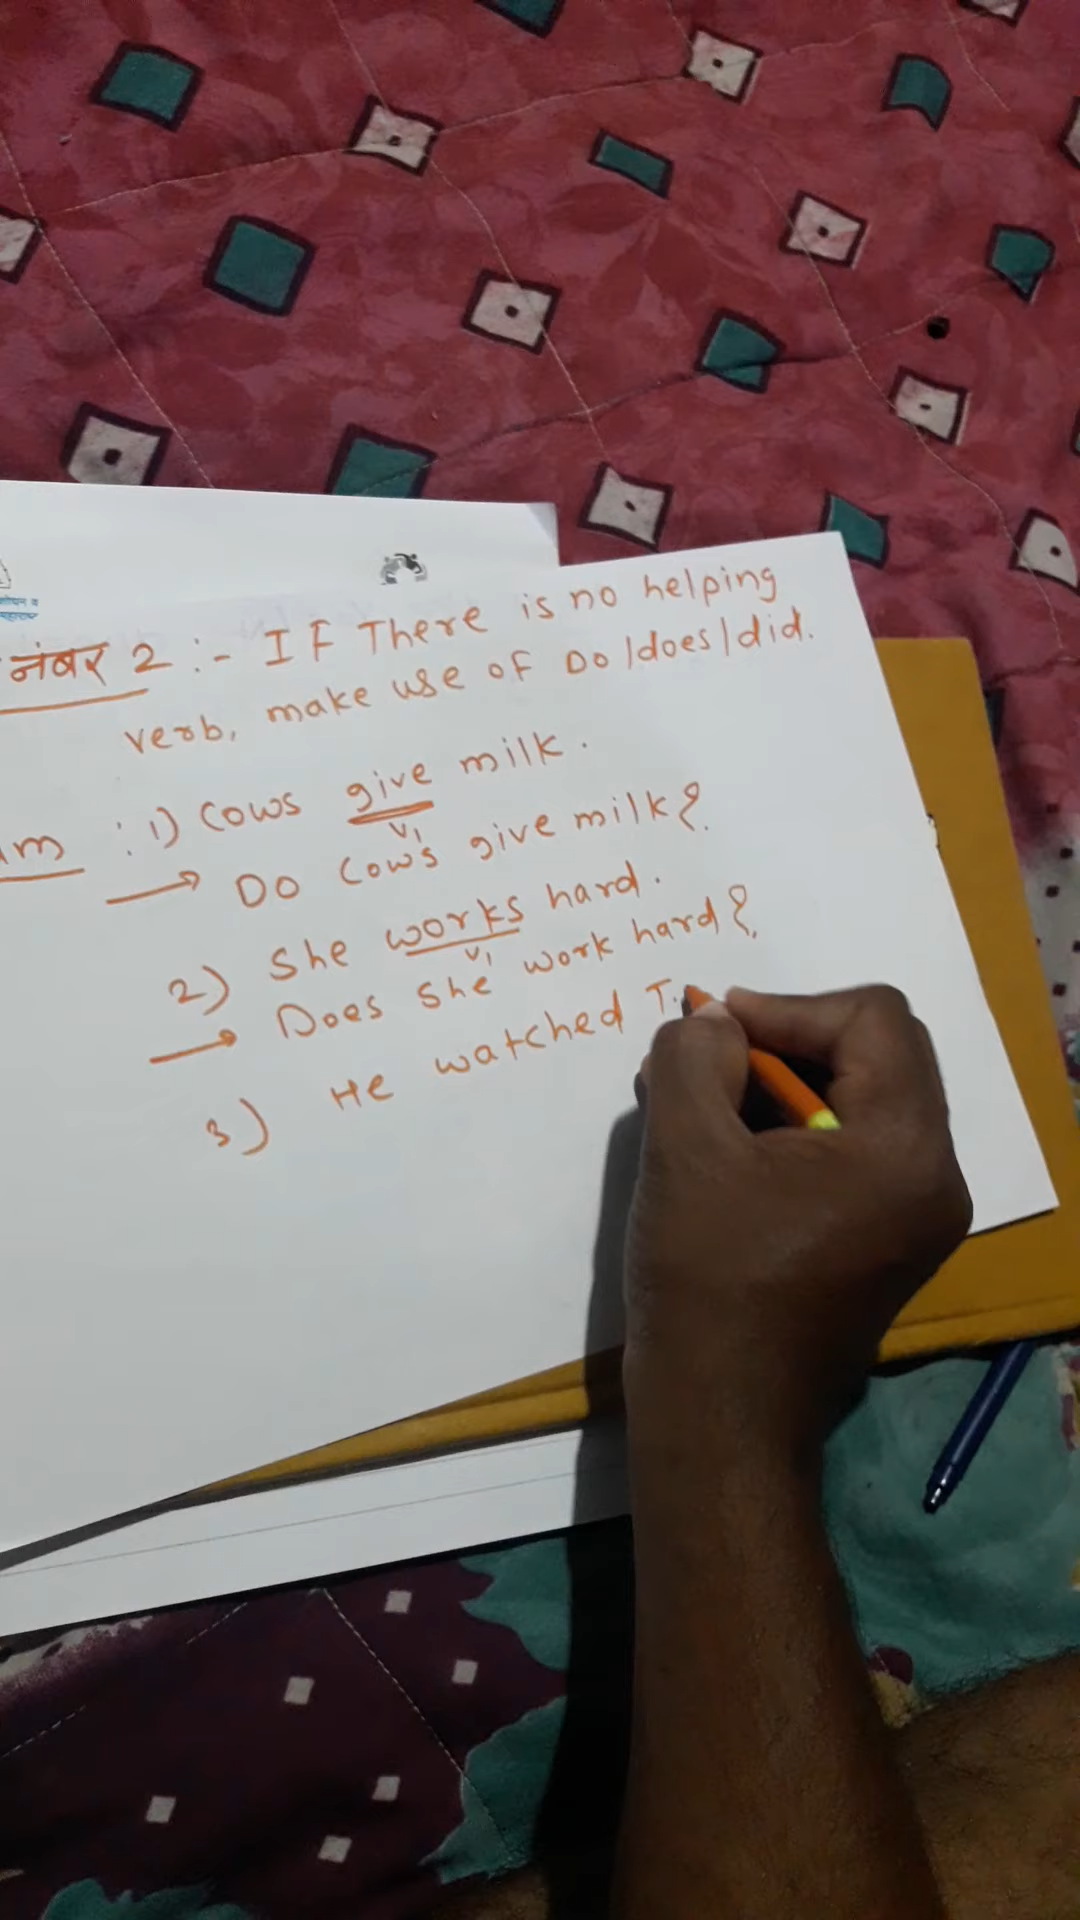 नंबर 2 :- IF There is no helping
verb, make use of Do/does/did.
: 1) Cows give milk.
V1
→ Do Cows give milk?
2) She works hard.
V1
→ Does She work hard?
3) He watched T.